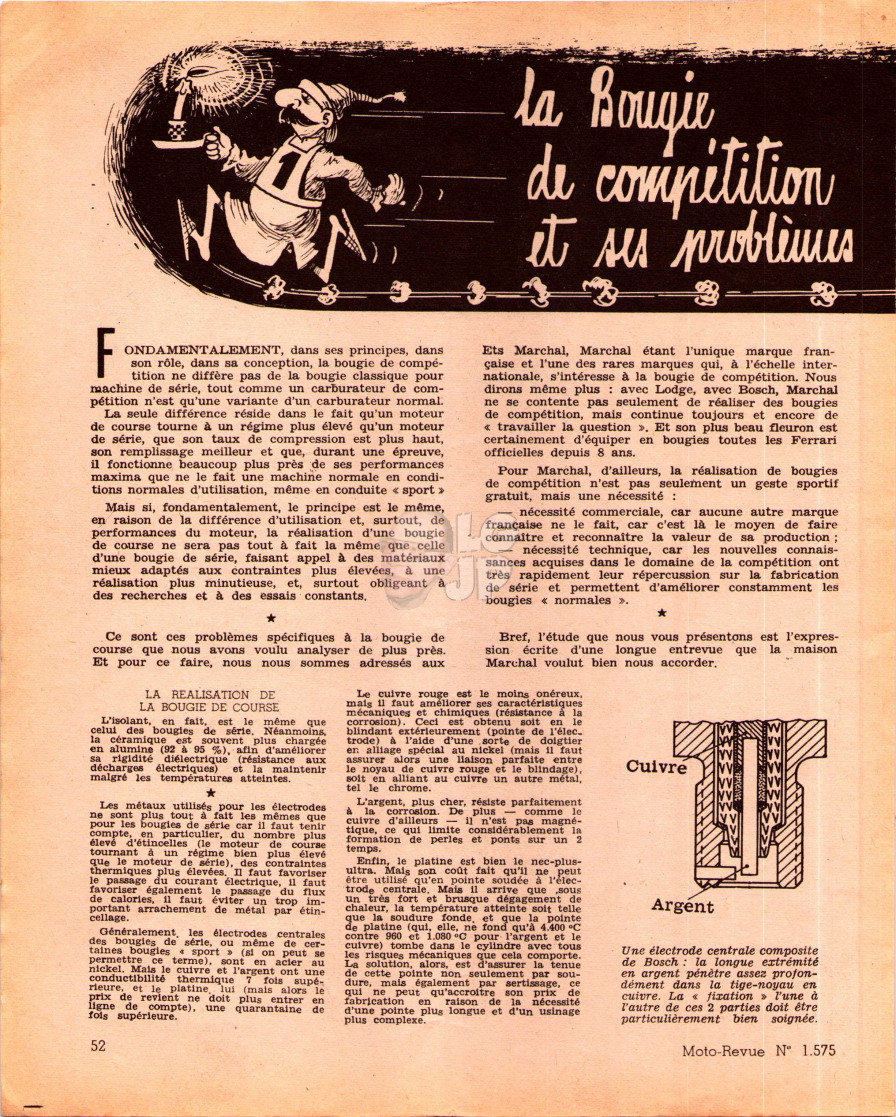 la Bougie
de compétition
et ses problèmes
1
FONDAMENTALEMENT, dans ses principes, dans
son rôle, dans sa conception, la bougie de compé-
tition ne diffère pas de la bougie classique pour
machine de série, tout comme un carburateur de com-
pétition n'est qu'une variante d'un carburateur normal.
La seule différence réside dans le fait qu'un moteur
de course tourne à un régime plus élevé qu'un moteur
de série, que son taux de compression est plus haut,
son remplissage meilleur et que, durant une épreuve,
il fonctionne beaucoup plus près de ses performances
maxima que ne le fait une machine normale en condi-
tions normales d'utilisation, même en conduite « sport »
Mais si, fondamentalement, le principe est le même,
en raison de la différence d'utilisation et, surtout, de
performances du moteur, la réalisation d'une bougie
de course ne sera pas tout à fait la même que celle
d'une bougie de série, faisant appel à des matériaux
mieux adaptés aux contraintes plus élevées, à une
réalisation plus minutieuse, et, surtout obligeant à
des recherches et à des essais constants.
★
Ce sont ces problèmes spécifiques à la bougie de
course que nous avons voulu analyser de plus près.
Et pour ce faire, nous nous sommes adressés aux
Ets Marchal, Marchal étant l'unique marque fran-
çaise et l'une des rares marques qui, à l'échelle inter-
nationale, s'intéresse à la bougie de compétition. Nous
dirons même plus : avec Lodge, avec Bosch, Marchal
ne se contente pas seulement de réaliser des bougies
de compétition, mais continue toujours et encore de
« travailler la question ». Et son plus beau fleuron est
certainement d'équiper en bougies toutes les Ferrari
officielles depuis 8 ans.
Pour Marchal, d'ailleurs, la réalisation de bougies
de compétition n'est pas seulement un geste sportif
gratuit, mais une nécessité :
nécessité commerciale, car aucune autre marque
française ne le fait, car c'est là le moyen de faire
connaître et reconnaître la valeur de sa production ;
nécessité technique, car les nouvelles connais-
sances acquises dans le domaine de la compétition ont
très rapidement leur répercussion sur la fabrication
de série et permettent d'améliorer constamment les
bougies « normales ».
★
Bref, l'étude que nous vous présentons est l'expres-
sion écrite d'une longue entrevue que la maison
Marchal voulut bien nous accorder.
LA REALISATION DE
LA BOUGIE DE COURSE
L'isolant, en fait, est le même que
celui des bougies de série. Néanmoins,
la céramique est souvent plus chargée
en alumine (92 à 95 %), afin d'améliorer
sa rigidité diélectrique (résistance aux
décharges électriques) et la maintenir
malgré les températures atteintes.
★
Les métaux utilisés pour les électrodes
ne sont plus tout à fait les mêmes que
pour les bougies de série car il faut tenir
compte, en particulier, du nombre plus
élevé d'étincelles (le moteur de course
tournant à un régime bien plus élevé
que le moteur de série), des contraintes
thermiques plus élevées. Il faut favoriser
le passage du courant électrique, il faut
favoriser également le passage du flux
de calories, il faut éviter un trop im-
portant arrachement de métal par étin-
cellage.
Généralement, les électrodes centrales
des bougies de série, ou même de cer-
taines bougies « sport » (si on peut se
permettre ce terme), sont en acier au
nickel. Mais le cuivre et l'argent ont une
conductibilité thermique 7 fois supé-
rieure, et le platine, lui (mais alors le
prix de revient ne doit plus entrer en
ligne de compte), une quarantaine de
fois supérieure.
Le cuivre rouge est le moins onéreux,
mais il faut améliorer ses caractéristiques
mécaniques et chimiques (résistance à la
corrosion). Ceci est obtenu soit en le
blindant extérieurement (pointe de l'élec-
trode) à l'aide d'une sorte de doigtier
en alliage spécial au nickel (mais il faut
assurer alors une liaison parfaite entre
le noyau de cuivre rouge et le blindage),
soit en alliant au cuivre un autre métal,
tel le chrome.
L'argent, plus cher, résiste parfaitement
à la corrosion. De plus — comme le
cuivre d'ailleurs — il n'est pas magné-
tique, ce qui limite considérablement la
formation de perles et ponts sur un 2
temps.
Enfin, le platine est bien le nec-plus-
ultra. Mais son coût fait qu'il ne peut
être utilisé qu'en pointe soudée à l'élec-
trode centrale. Mais il arrive que sous
un très fort et brusque dégagement de
chaleur, la température atteinte soit telle
que la soudure fonde, et que la pointe
de platine (qui, elle, ne fond qu'à 4.400 °C
contre 960 et 1.080 °C pour l'argent et le
cuivre) tombe dans le cylindre avec tous
les risques mécaniques que cela comporte.
La solution, alors, est d'assurer la tenue
de cette pointe non seulement par sou-
dure, mais également par sertissage, ce
qui ne peut qu'accroître son prix de
fabrication en raison de la nécessité
d'une pointe plus longue et d'un usinage
plus complexe.
Cuivre
Argent
Une électrode centrale composite
de Bosch : la longue extrémité
en argent pénètre assez profon-
dément dans la tige-noyau en
cuivre. La « fixation » l'une à
l'autre de ces 2 parties doit être
particulièrement bien soignée.
52
Moto-Revue N° 1.575